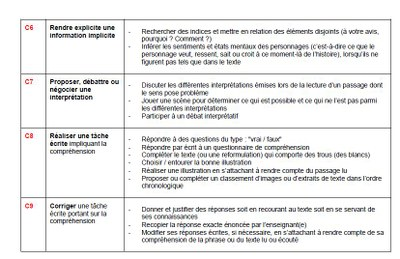 C6
Rendre explicite une
information implicite
- Rechercher des indices et mettre en relation des éléments disjoints (à votre avis,
pourquoi ? Comment ?)
- Inférer les sentiments et états mentaux des personnages (c'est-à-dire ce que le
personnage veut, ressent, sait ou croit à ce moment-là de l'histoire), lorsqu'ils ne
figurent pas tels que dans le texte
C7
Proposer, débattre ou
négocier une
interprétation
- Discuter les différentes interprétations émises lors de la lecture d'un passage dont
le sens pose problème
- Jouer une scène pour déterminer ce qui est possible et ce qui ne l'est pas parmi
les différentes interprétations
- Participer à un débat interprétatif
C8
Réaliser une tâche
écrite impliquant la
compréhension
- Répondre à des questions du type : "vrai / faux"
- Répondre par écrit à un questionnaire de compréhension
- Compléter le texte (ou une reformulation) qui comporte des trous (des blancs)
- Choisir / entourer la bonne illustration
- Réaliser une illustration en s'attachant à rendre compte du passage lu
- Proposer ou compléter un classement d'images ou d'extraits de texte dans l'ordre
chronologique
C9
Corriger une tâche
écrite portant sur la
compréhension
- Donner et justifier des réponses soit en recourant au texte soit en se servant de
ses connaissances
- Recopier la réponse exacte énoncée par l'enseignant(e)
- Modifier ses réponses écrites, si nécessaire, en s'attachant à rendre compte de sa
compréhension de la phrase ou du texte lu ou écouté